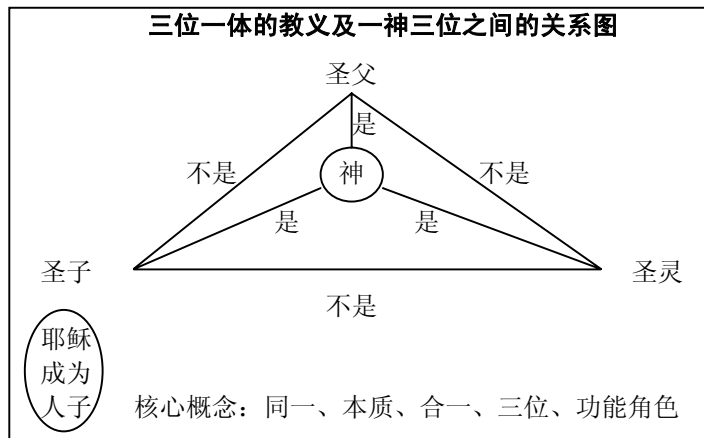 三位一体的教义及一神三位之间的关系图
圣父
是
不是
神
不是
是
是
圣子
圣灵
不是
耶稣
成为
人子
核心概念：同一、本质、合一、三位、功能角色